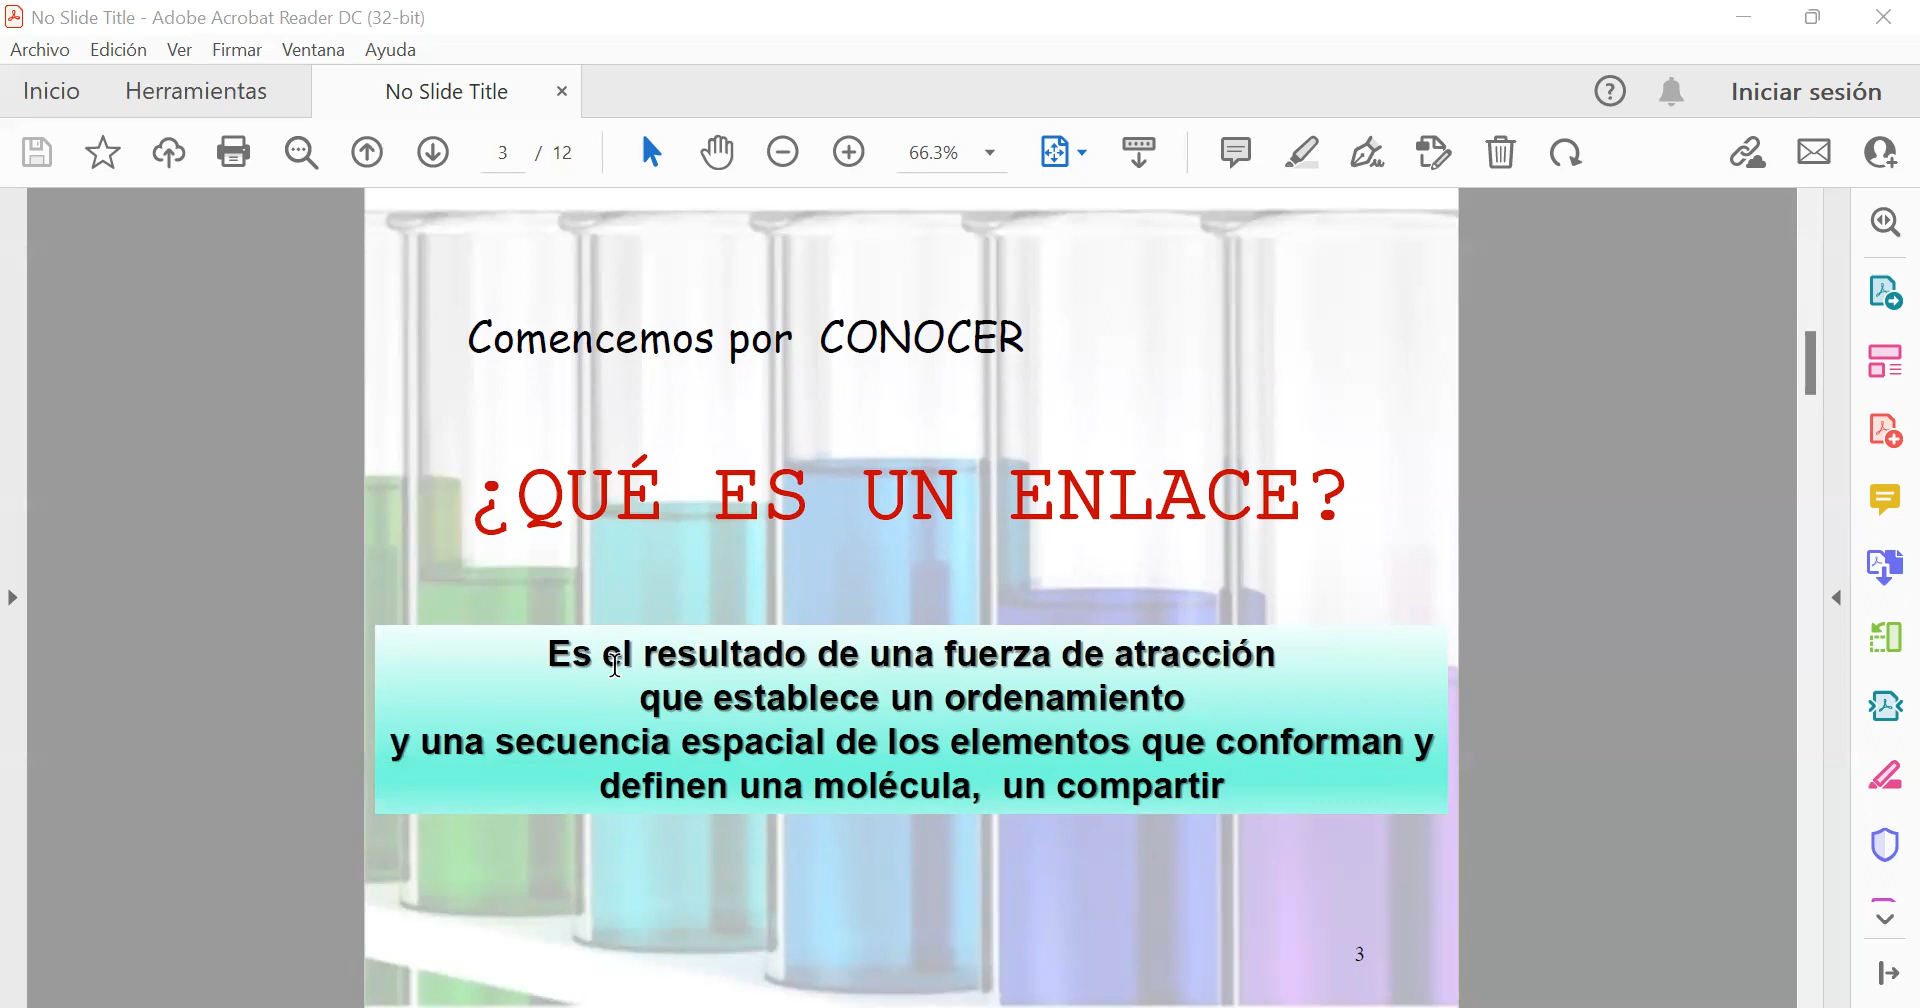 No Slide Title - Adobe Acrobat Reader DC (32-bit)
Archivo Edición Ver Firmar Ventana Ayuda
Inicio Herramientas No Slide Title × Iniciar sesión
3 / 12 66.3%
Comencemos por CONOCER
¿QUÉ ES UN ENLACE?
Es el resultado de una fuerza de atracción
que establece un ordenamiento
y una secuencia espacial de los elementos que conforman y
definen una molécula, un compartir
3